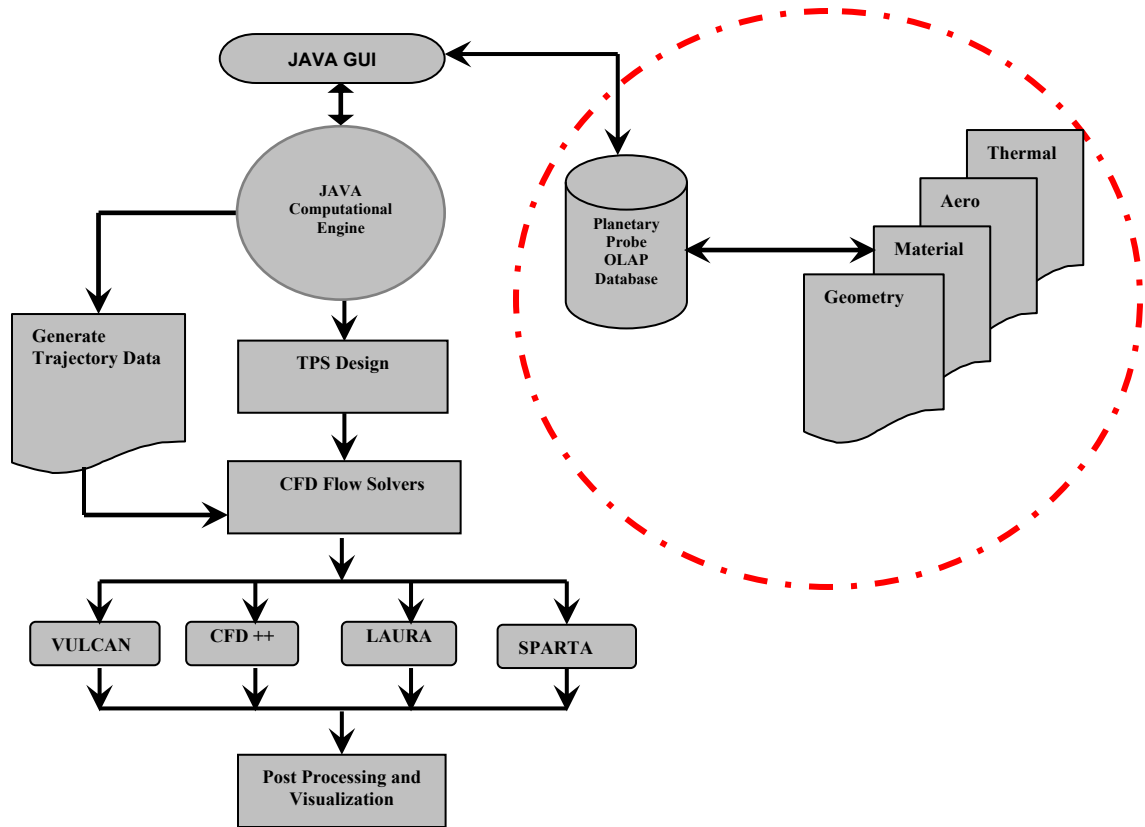 JAVA GUI
JAVA
Computational
Engine
Generate
Trajectory Data
TPS Design
CFD Flow Solvers
VULCAN
CFD ++
LAURA
SPARTA
Post Processing and
Visualization
Planetary
Probe
OLAP
Database
Thermal
Aero
Material
Geometry